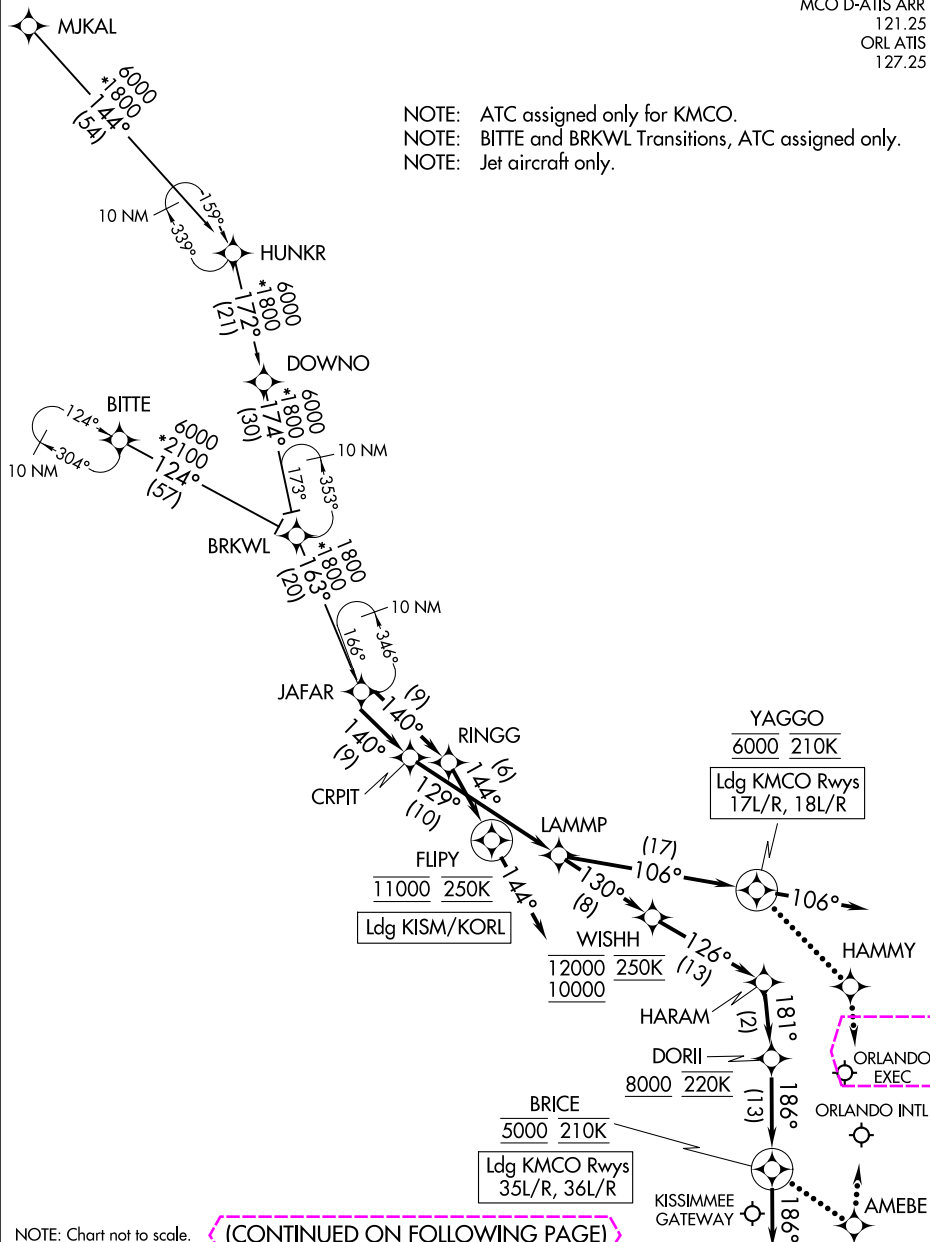 MCO D-ATIS ARR
121.25
ORL ATIS
127.25
MJKAL
6000
*1800
144°
(54)
NOTE: ATC assigned only for KMCO.
NOTE: BITTE and BRKWL Transitions, ATC assigned only.
NOTE: Jet aircraft only.
10 NM
159°
339°
HUNKR
6000
*1800
172°
(21)
DOWNO
6000
*1800
174°
(30)
BITTE
124°
304°
10 NM
6000
*2100
124°
(57)
10 NM
173°
353°
BRKWL
1800
*1800
163°
(20)
10 NM
166°
346°
JAFAR
(9)
140°
140°
(9)
RINGG
(6)
144°
CRPIT
129°
(10)
YAGGO
6000 210K
Ldg KMCO Rwys
17L/R, 18L/R
LAMMP
(17)
106°
106°
FLIPY
11000 250K
Ldg KISM/KORL
144°
130°
(8)
WISHH
12000 250K
10000
126°
(13)
HAMMY
HARAM
181°
(2)
DORII
8000 220K
ORLANDO
EXEC
186°
(13)
BRICE
5000 210K
Ldg KMCO Rwys
35L/R, 36L/R
ORLANDO INTL
KISSIMMEE
GATEWAY
186°
AMEBE
NOTE: Chart not to scale.
(CONTINUED ON FOLLOWING PAGE)